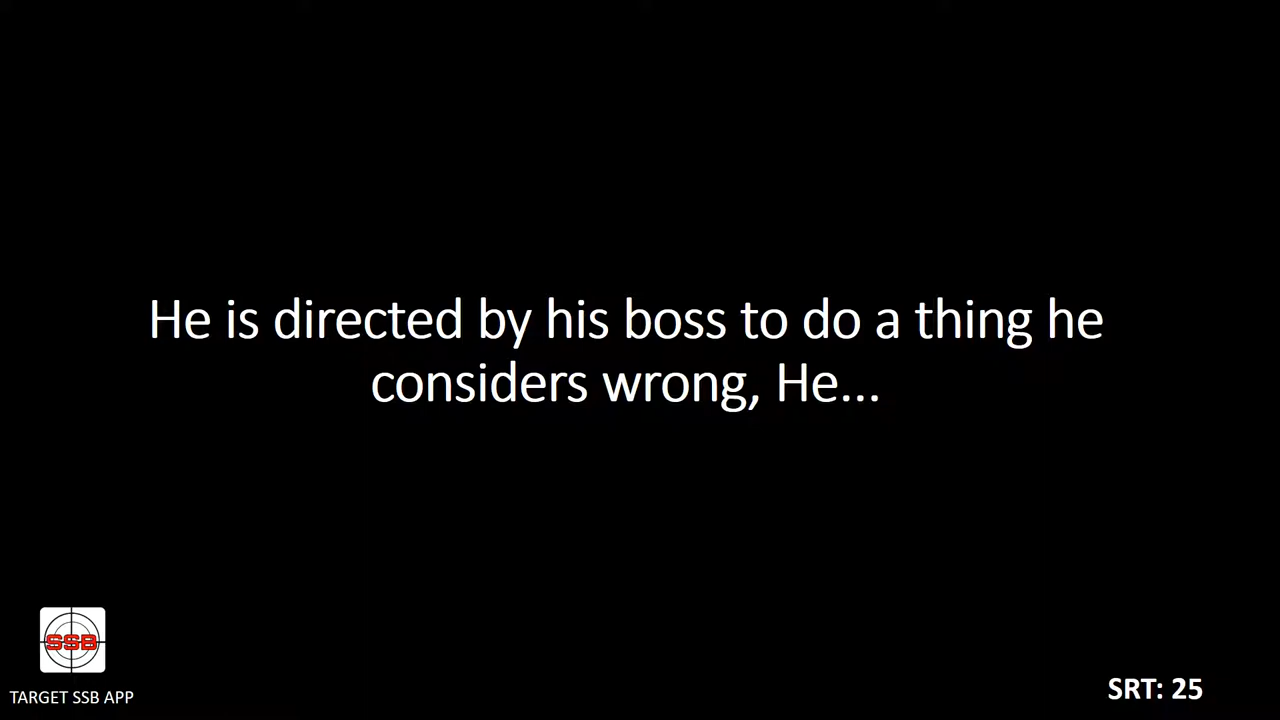 He is directed by his boss to do a thing he
considers wrong, He...
SSB
TARGET SSB APP
SRT: 25